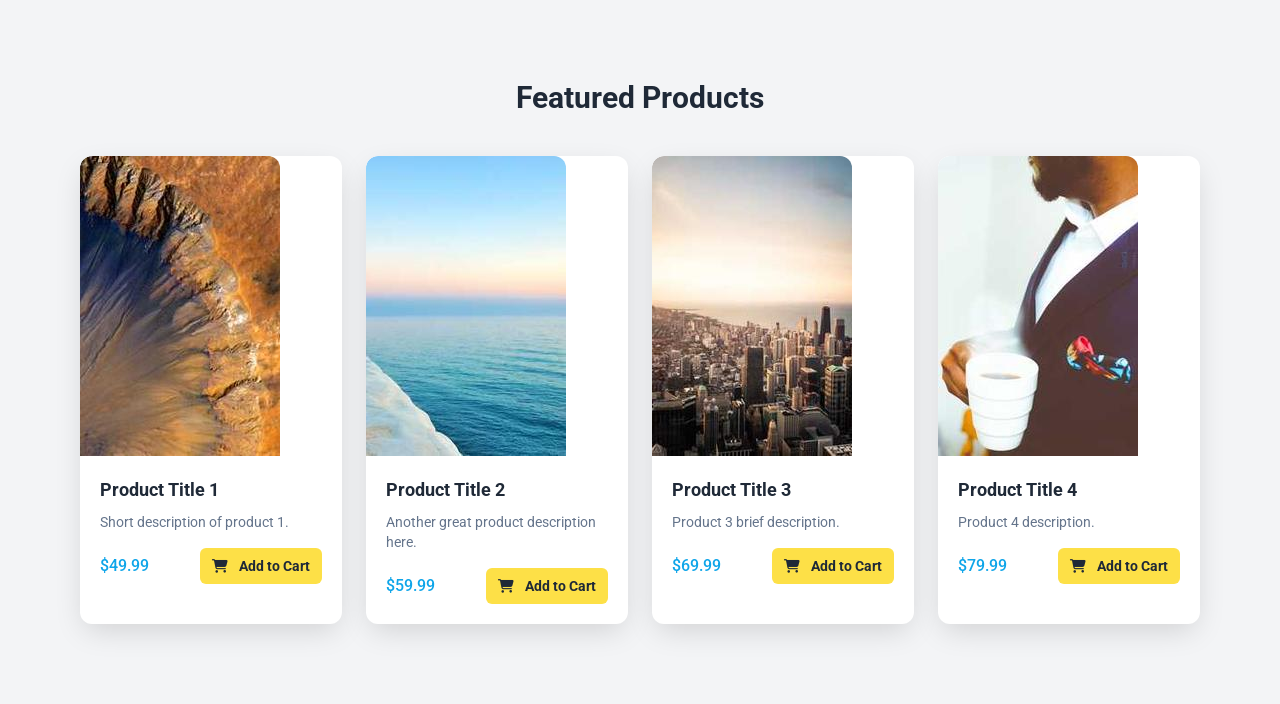 Featured Products
Product Title 1
Short description of product 1.
$49.99
Add to Cart
Product Title 2
Another great product description
here.
$59.99
Add to Cart
Product Title 3
Product 3 brief description.
$69.99
Add to Cart
Product Title 4
Product 4 description.
$79.99
Add to Cart